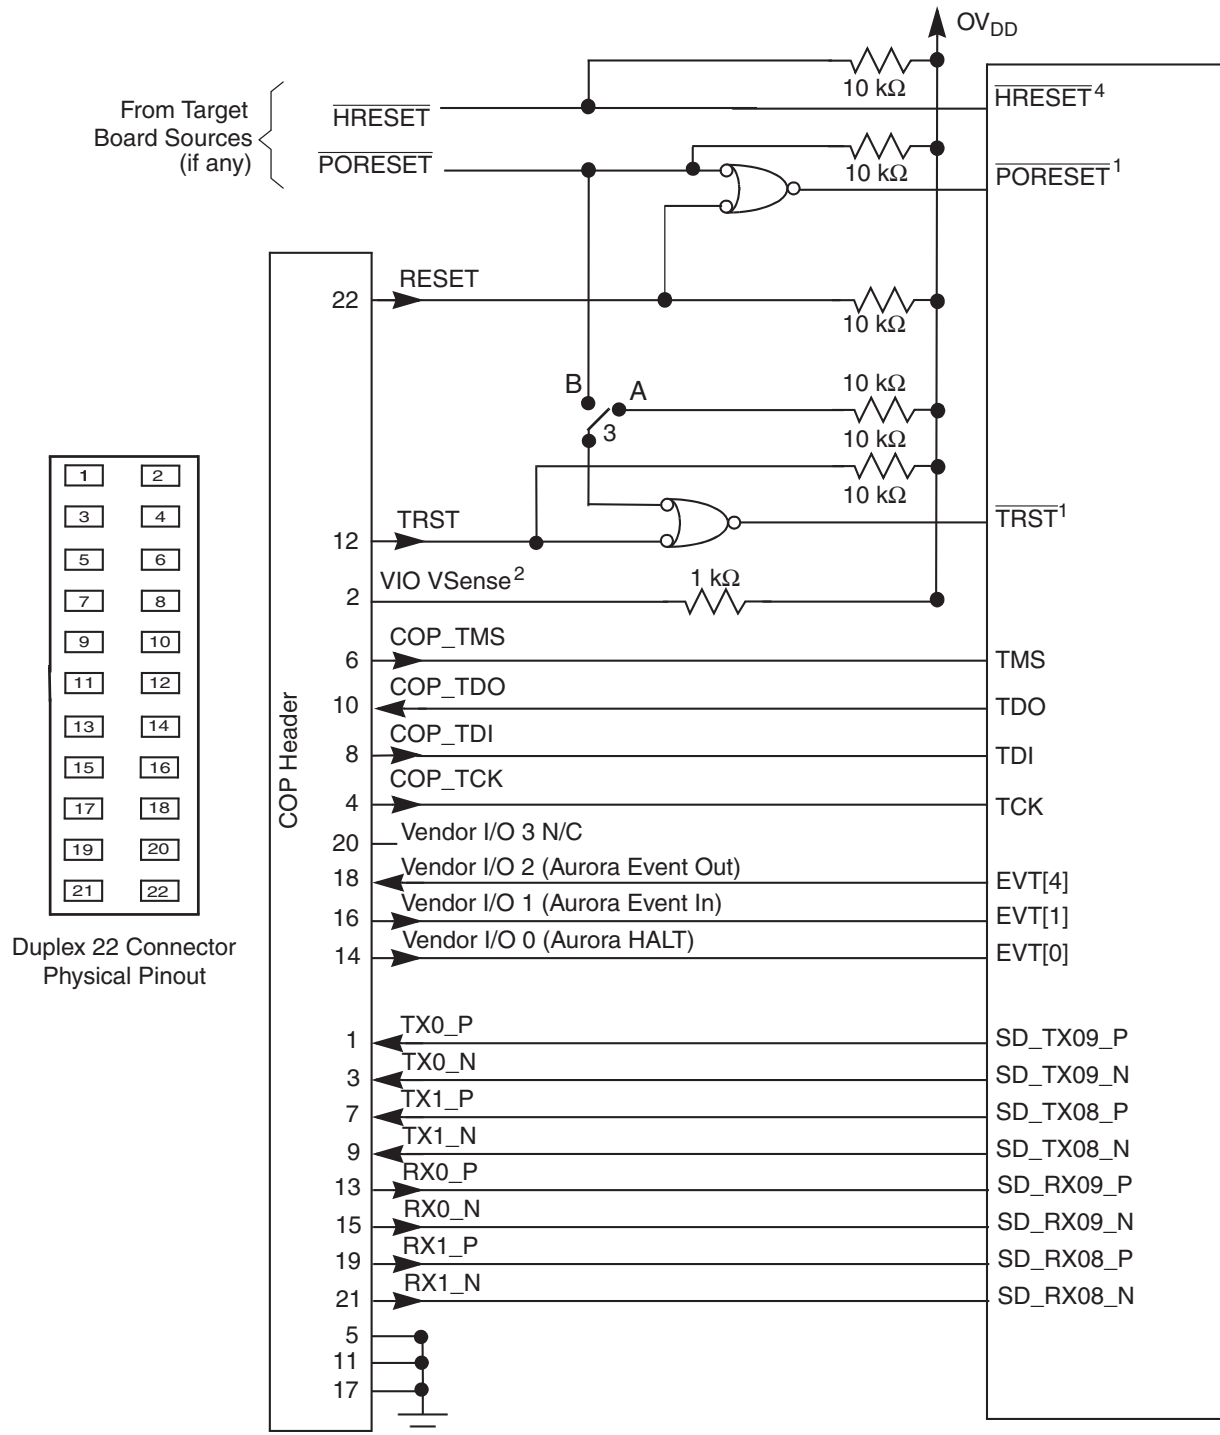 OVDD
10 kΩ
From Target
Board Sources
(if any)
HRESET
HRESET4
PORESET
10 kΩ
PORESET1
22
RESET
10 kΩ
B
A
10 kΩ
3
10 kΩ
10 kΩ
12
TRST
TRST1
2
VIO VSense2
1 kΩ
COP Header
6
COP_TMS
TMS
10
COP_TDO
TDO
8
COP_TDI
TDI
4
COP_TCK
TCK
20
Vendor I/O 3 N/C
18
Vendor I/O 2 (Aurora Event Out)
EVT[4]
16
Vendor I/O 1 (Aurora Event In)
EVT[1]
14
Vendor I/O 0 (Aurora HALT)
EVT[0]
1
TX0_P
SD_TX09_P
3
TX0_N
SD_TX09_N
7
TX1_P
SD_TX08_P
9
TX1_N
SD_TX08_N
13
RX0_P
SD_RX09_P
15
RX0_N
SD_RX09_N
19
RX1_P
SD_RX08_P
21
RX1_N
SD_RX08_N
5
11
17
1 2
3 4
5 6
7 8
9 10
11 12
13 14
15 16
17 18
19 20
21 22
Duplex 22 Connector
Physical Pinout